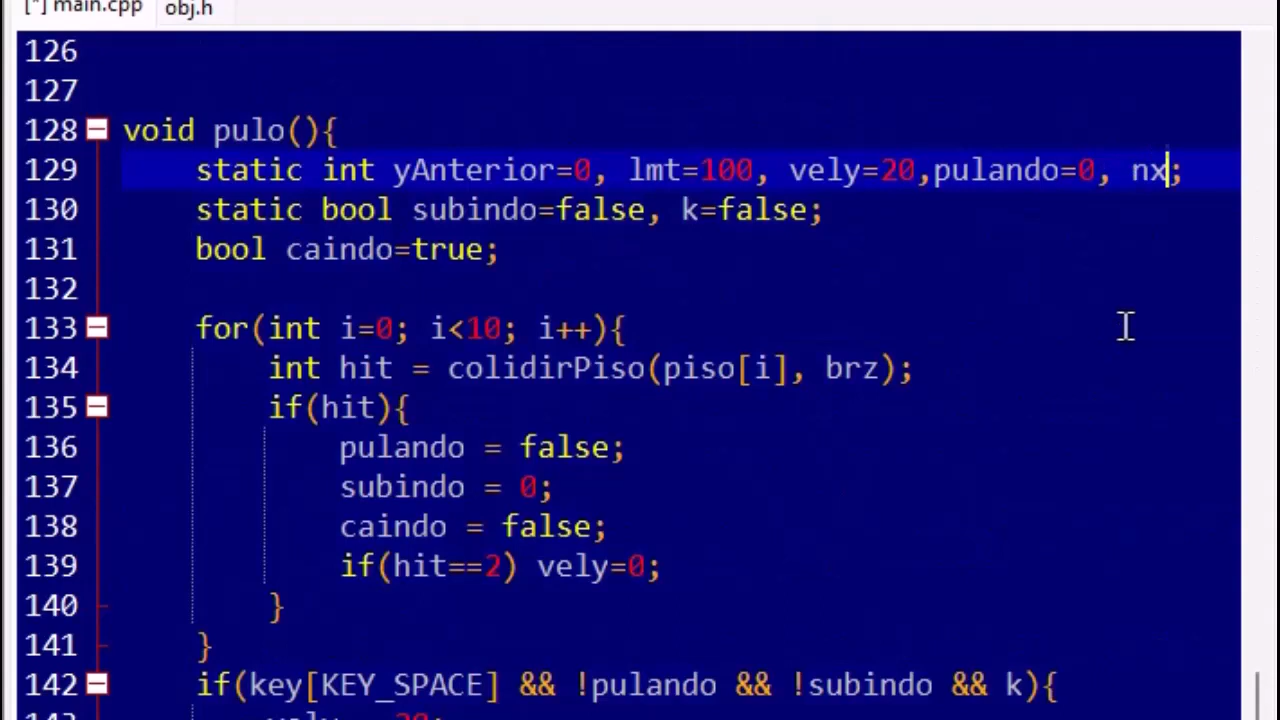 [*] main.cpp obj.h
126
127
128 void pulo(){
129 static int yAnterior=0, lmt=100, vely=20,pulando=0, nx;
130 static bool subindo=false, k=false;
131 bool caindo=true;
132
133 for(int i=0; i<10; i++){
134 int hit = colidirPiso(piso[i], brz);
135 if(hit){
136 pulando = false;
137 subindo = 0;
138 caindo = false;
139 if(hit==2) vely=0;
140 }
141 }
142 if(key[KEY_SPACE] && !pulando && !subindo && k){